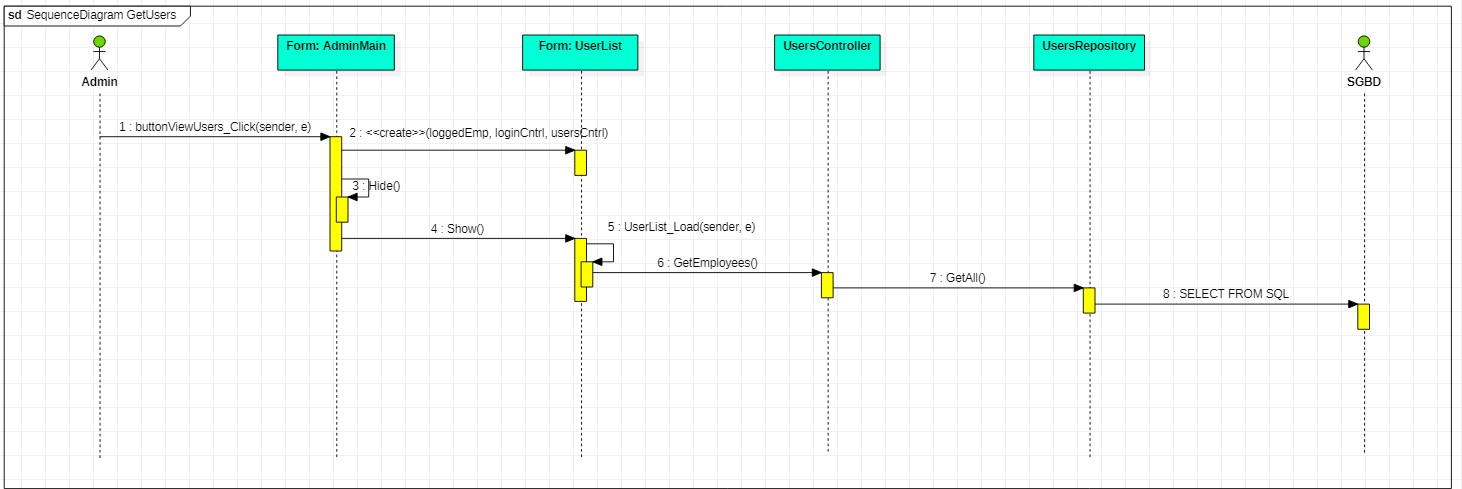 sd SequenceDiagram GetUsers
Admin
Form: AdminMain
Form: UserList
UsersController
UsersRepository
SGBD
1 : buttonViewUsers_Click(sender, e)
2 : <<create>>(loggedEmp, loginCntrl, usersCntrl)
3 : Hide()
4 : Show()
5 : UserList_Load(sender, e)
6 : GetEmployees()
7 : GetAll()
8 : SELECT FROM SQL